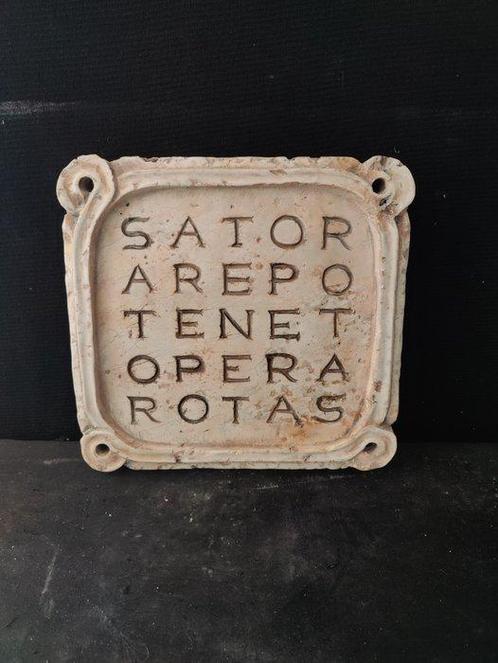 SATOR
AREPO
TENET
OPERA
ROTAS